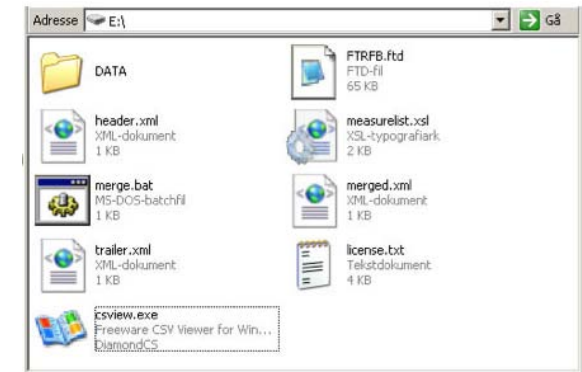 Adresse E:\ Gå
DATA
FTRFB.ftd
FTD-fil
65 KB
header.xml
XML-dokument
1 KB
measurelist.xsl
XSL-typografiark
2 KB
merge.bat
MS-DOS-batchfil
1 KB
merged.xml
XML-dokument
1 KB
trailer.xml
XML-dokument
1 KB
license.txt
Tekstdokument
4 KB
csview.exe
Freeware CSV Viewer for Win...
DiamondCS